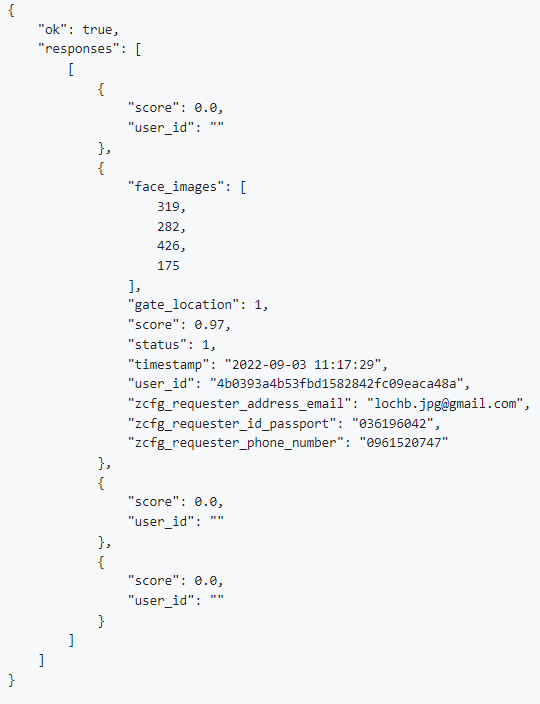 {
"ok": true,
"responses": [
[
{
"score": 0.0,
"user_id": ""
},
{
"face_images": [
319,
282,
426,
175
],
"gate_location": 1,
"score": 0.97,
"status": 1,
"timestamp": "2022-09-03 11:17:29",
"user_id": "4b0393a4b53fbd1582842fc09eaca48a",
"zcfg_requester_address_email": "lochb.jpg@gmail.com",
"zcfg_requester_id_passport": "036196042",
"zcfg_requester_phone_number": "0961520747"
},
{
"score": 0.0,
"user_id": ""
},
{
"score": 0.0,
"user_id": ""
}
]
]
}